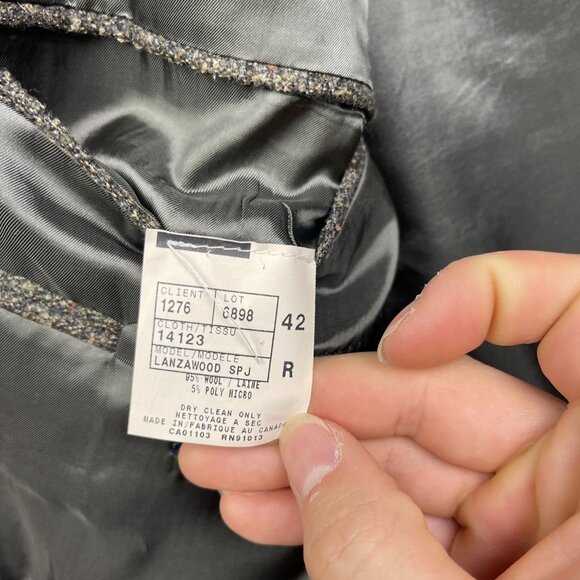 CLIENT LOT
1276 6898 42
CLOTH/TISSU
14123
MODEL/MODELE
LANZAWOOD SPJ R
95% WOOL / LAINE
5% POLY MICRO
DRY CLEAN ONLY
NETTOYAGE A SEC
MADE IN/FABRIQUE AU CANADA
CA01103 RN91013